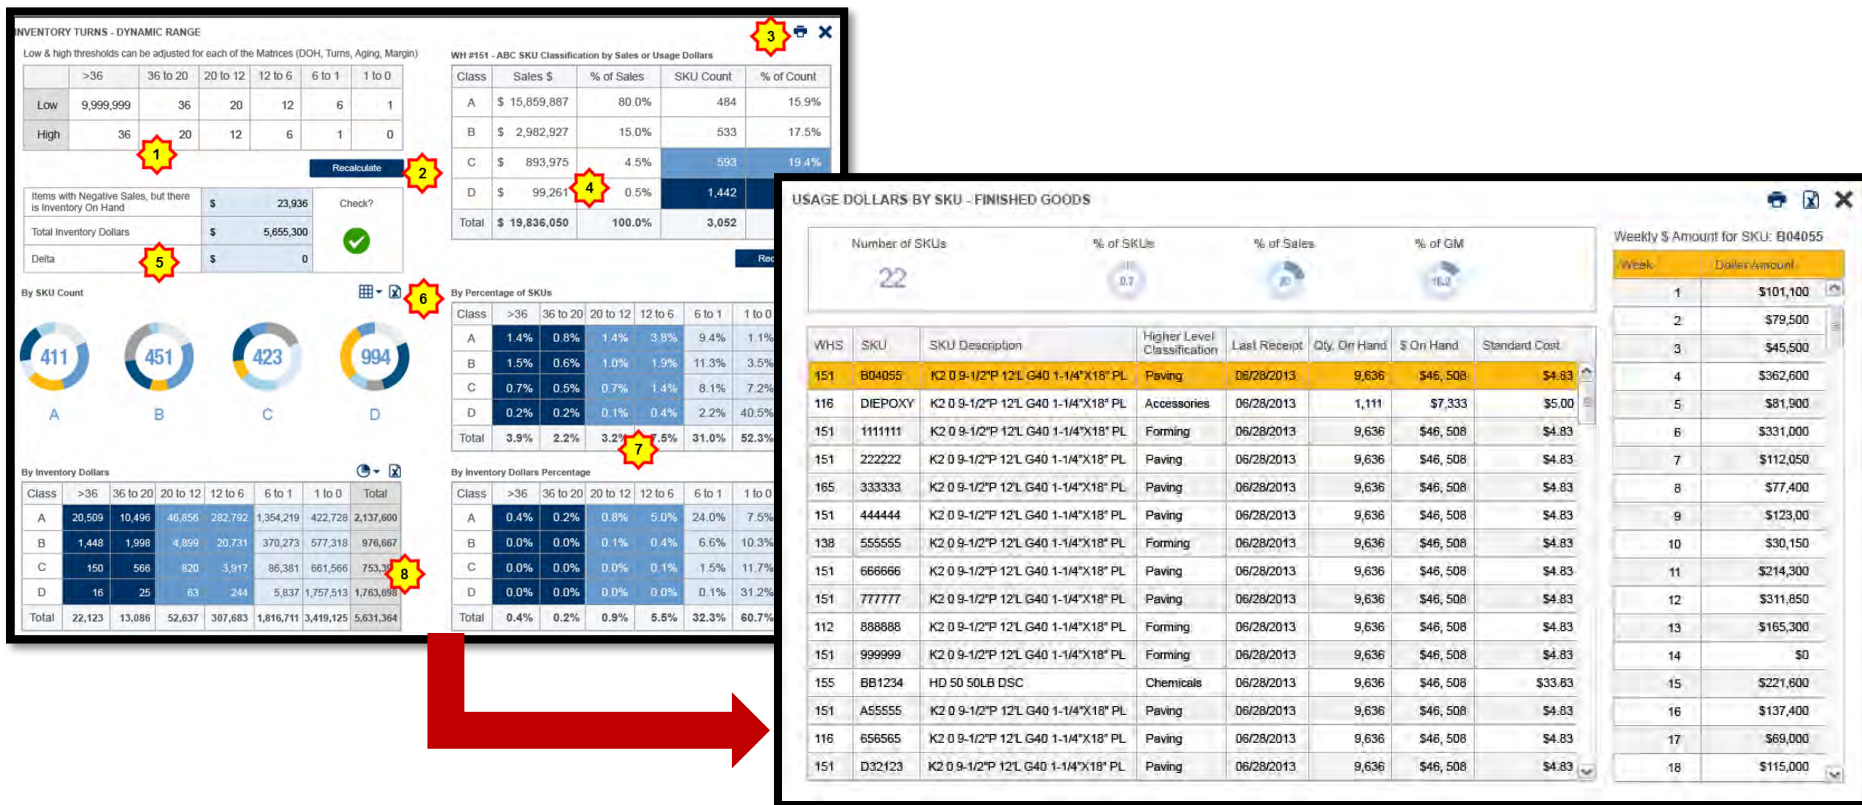 INVENTORY TURNS - DYNAMIC RANGE
Low & high thresholds can be adjusted for each of the Matrices (DOH, Turns, Aging, Margin)
>36 36 to 20 20 to 12 12 to 6 6 to 1 1 to 0
Low 9,999,999 36 20 12 6 1
High 36 20 12 6 1 0
1
Recalculate
2
Items with Negative Sales, but there is Inventory On Hand $ 23,936 Check?
Total Inventory Dollars $ 5,655,300
Delta $ 0
5
3
WH #151 - ABC SKU Classification by Sales or Usage Dollars
Class Sales $ % of Sales SKU Count % of Count
A $ 15,859,887 80.0% 484 15.9%
B $ 2,982,927 15.0% 533 17.5%
C $ 893,975 4.5% 593 19.4%
D $ 99,261 0.5% 1,442
Total $ 19,836,050 100.0% 3,052
4
Rec
By SKU Count
6
411 451 423 994
A B C D
By Percentage of SKUs
Class >36 36 to 20 20 to 12 12 to 6 6 to 1 1 to 0
A 1.4% 0.8% 1.4% 3.8% 9.4% 1.1%
B 1.5% 0.6% 1.0% 1.9% 11.3% 3.5%
C 0.7% 0.5% 0.7% 1.4% 8.1% 7.2%
D 0.2% 0.2% 0.1% 0.4% 2.2% 40.5%
Total 3.9% 2.2% 3.2% 7.5% 31.0% 52.3%
7
By Inventory Dollars
Class >36 36 to 20 20 to 12 12 to 6 6 to 1 1 to 0 Total
A 20,509 10,496 46,856 282,792 1,354,219 422,728 2,137,600
B 1,448 1,998 4,899 20,731 370,273 577,318 976,667
C 150 566 820 3,917 86,381 661,566
D 16 25 63 244 5,837 1,757,513 1,763,698
Total 22,123 13,086 52,637 307,683 1,816,711 3,419,125 5,631,364
8
By Inventory Dollars Percentage
Class >36 36 to 20 20 to 12 12 to 6 6 to 1 1 to 0
A 0.4% 0.2% 0.8% 5.0% 24.0% 7.5%
B 0.0% 0.0% 0.1% 0.4% 6.6% 10.3%
C 0.0% 0.0% 0.0% 0.1% 1.5% 11.7%
D 0.0% 0.0% 0.0% 0.0% 0.1% 31.2%
Total 0.4% 0.2% 0.9% 5.5% 32.3% 60.7%
USAGE DOLLARS BY SKU - FINISHED GOODS
Number of SKUs % of SKUs % of Sales % of GM
22 0.7 20 16.2
WHS SKU SKU Description Higher Level Classification Last Receipt Qty. On Hand $ On Hand Standard Cost
151 B04055 K2 0 9-1/2"P 12'L G40 1-1/4"X18" PL Paving 06/28/2013 9,636 $46, 508 $4.83
116 DIEPOXY K2 0 9-1/2"P 12'L G40 1-1/4"X18" PL Accessories 06/28/2013 1,111 $7,333 $5.00
151 1111111 K2 0 9-1/2"P 12'L G40 1-1/4"X18" PL Forming 06/28/2013 9,636 $46, 508 $4.83
151 222222 K2 0 9-1/2"P 12'L G40 1-1/4"X18" PL Paving 06/28/2013 9,636 $46, 508 $4.83
165 333333 K2 0 9-1/2"P 12'L G40 1-1/4"X18" PL Paving 06/28/2013 9,636 $46, 508 $4.83
151 444444 K2 0 9-1/2"P 12'L G40 1-1/4"X18" PL Paving 06/28/2013 9,636 $46, 508 $4.83
138 555555 K2 0 9-1/2"P 12'L G40 1-1/4"X18" PL Forming 06/28/2013 9,636 $46, 508 $4.83
151 666666 K2 0 9-1/2"P 12'L G40 1-1/4"X18" PL Paving 06/28/2013 9,636 $46, 508 $4.83
151 777777 K2 0 9-1/2"P 12'L G40 1-1/4"X18" PL Paving 06/28/2013 9,636 $46, 508 $4.83
112 888888 K2 0 9-1/2"P 12'L G40 1-1/4"X18" PL Forming 06/28/2013 9,636 $46, 508 $4.83
151 999999 K2 0 9-1/2"P 12'L G40 1-1/4"X18" PL Forming 06/28/2013 9,636 $46, 508 $4.83
155 BB1234 HD 50 50LB DSC Chemicals 06/28/2013 9,636 $46, 508 $33.83
151 A55555 K2 0 9-1/2"P 12'L G40 1-1/4"X18" PL Paving 06/28/2013 9,636 $46, 508 $4.83
116 656565 K2 0 9-1/2"P 12'L G40 1-1/4"X18" PL Paving 06/28/2013 9,636 $46, 508 $4.83
151 D32123 K2 0 9-1/2"P 12'L G40 1-1/4"X18" PL Paving 06/28/2013 9,636 $46, 508 $4.83
Weekly $ Amount for SKU: B04055
Week Dollar Amount
1 $101,100
2 $79,500
3 $45,500
4 $362,600
5 $81,900
6 $331,000
7 $112,050
8 $77,400
9 $123,00
10 $30,150
11 $214,300
12 $311,850
13 $165,300
14 $0
15 $221,600
16 $137,400
17 $69,000
18 $115,000